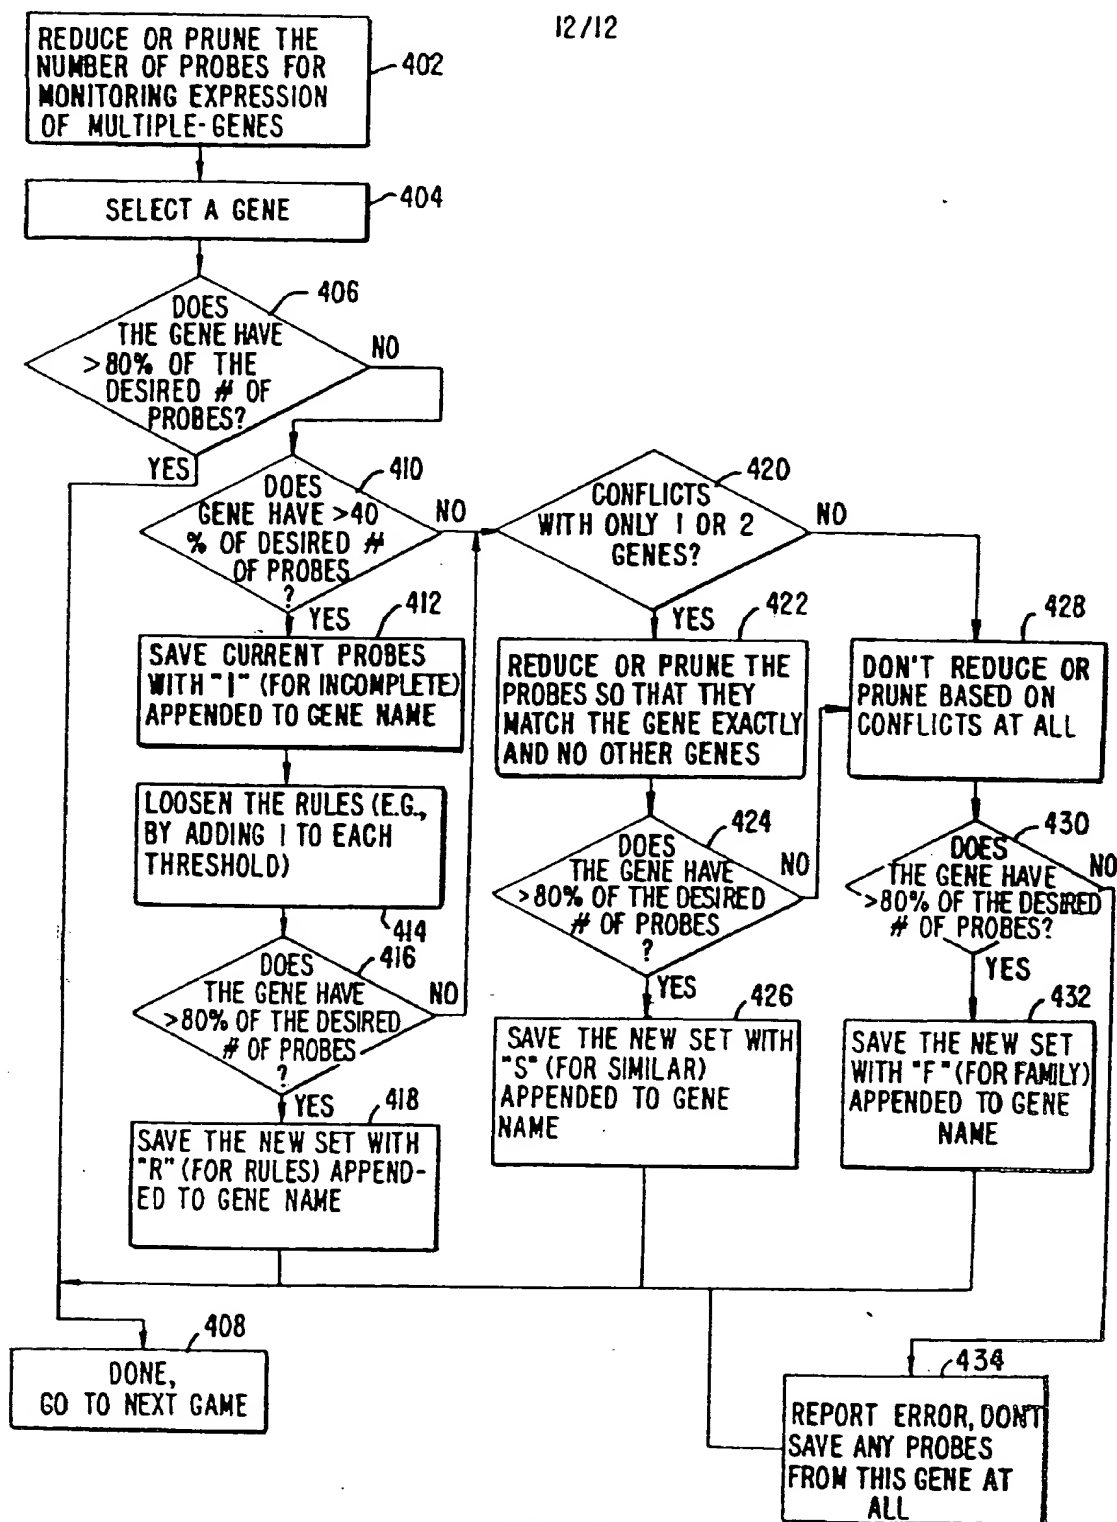 12/12
REDUCE OR PRUNE THE
NUMBER OF PROBES FOR
MONITORING EXPRESSION
OF MULTIPLE-GENES
402
SELECT A GENE
404
DOES
THE GENE HAVE
>80% OF THE
DESIRED # OF
PROBES?
406
NO
YES
DOES
GENE HAVE >40
% OF DESIRED #
OF PROBES
?
410
NO
YES
CONFLICTS
WITH ONLY 1 OR 2
GENES?
420
NO
YES
412
SAVE CURRENT PROBES
WITH "I" (FOR INCOMPLETE)
APPENDED TO GENE NAME
422
REDUCE OR PRUNE THE
PROBES SO THAT THEY
MATCH THE GENE EXACTLY
AND NO OTHER GENES
428
DON'T REDUCE OR
PRUNE BASED ON
CONFLICTS AT ALL
LOOSEN THE RULES (E.G.,
BY ADDING 1 TO EACH
THRESHOLD)
414
DOES
THE GENE HAVE
>80% OF THE DESIRED
# OF PROBES
?
424
NO
YES
DOES
THE GENE HAVE
>80% OF THE DESIRED
# OF PROBES?
430
NO
YES
DOES
THE GENE HAVE
>80% OF THE DESIRED
# OF PROBES
?
416
NO
YES
418
SAVE THE NEW SET WITH
"R" (FOR RULES) APPEND-
ED TO GENE NAME
426
SAVE THE NEW SET WITH
"S" (FOR SIMILAR)
APPENDED TO GENE
NAME
432
SAVE THE NEW SET
WITH "F" (FOR FAMILY)
APPENDED TO GENE
NAME
408
DONE,
GO TO NEXT GAME
434
REPORT ERROR, DON'T
SAVE ANY PROBES
FROM THIS GENE AT
ALL